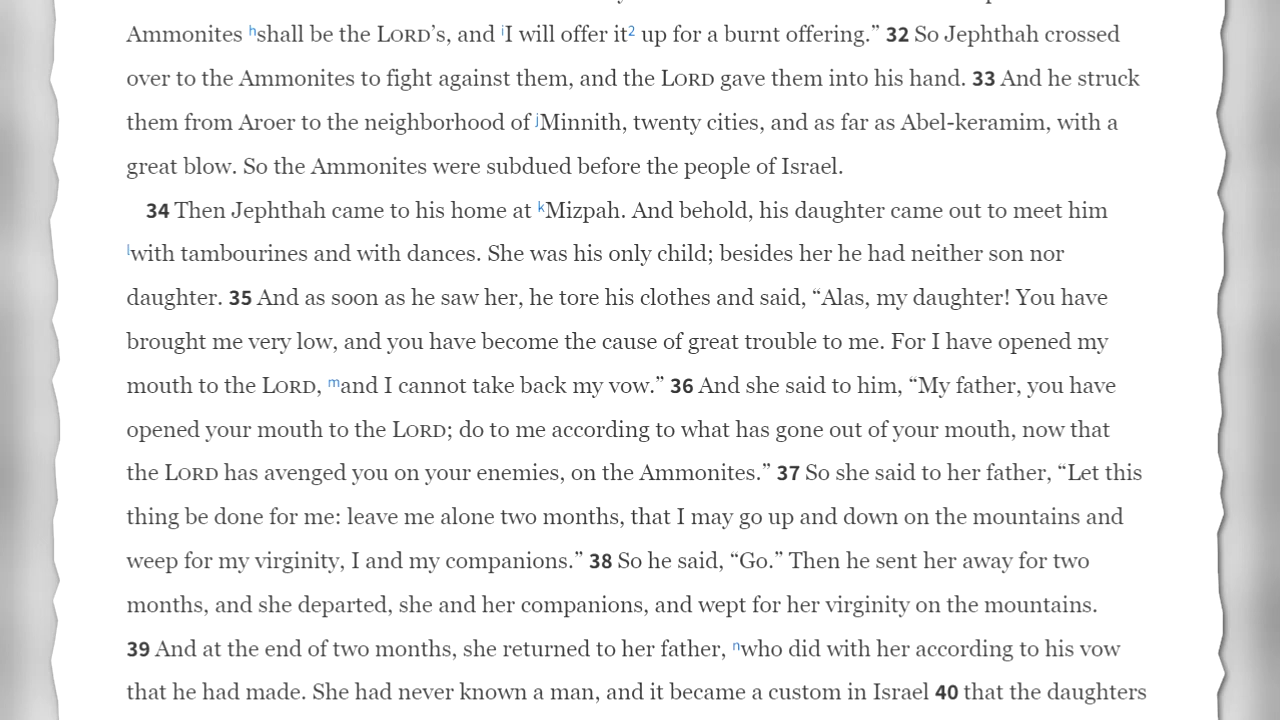 Ammonites hshall be the LORD’s, and iI will offer it2 up for a burnt offering.” 32 So Jephthah crossed
over to the Ammonites to fight against them, and the LORD gave them into his hand. 33 And he struck
them from Aroer to the neighborhood of jMinnith, twenty cities, and as far as Abel-keramim, with a
great blow. So the Ammonites were subdued before the people of Israel.
34 Then Jephthah came to his home at kMizpah. And behold, his daughter came out to meet him
lwith tambourines and with dances. She was his only child; besides her he had neither son nor
daughter. 35 And as soon as he saw her, he tore his clothes and said, “Alas, my daughter! You have
brought me very low, and you have become the cause of great trouble to me. For I have opened my
mouth to the LORD, mand I cannot take back my vow.” 36 And she said to him, “My father, you have
opened your mouth to the LORD; do to me according to what has gone out of your mouth, now that
the LORD has avenged you on your enemies, on the Ammonites.” 37 So she said to her father, “Let this
thing be done for me: leave me alone two months, that I may go up and down on the mountains and
weep for my virginity, I and my companions.” 38 So he said, “Go.” Then he sent her away for two
months, and she departed, she and her companions, and wept for her virginity on the mountains.
39 And at the end of two months, she returned to her father, nwho did with her according to his vow
that he had made. She had never known a man, and it became a custom in Israel 40 that the daughters